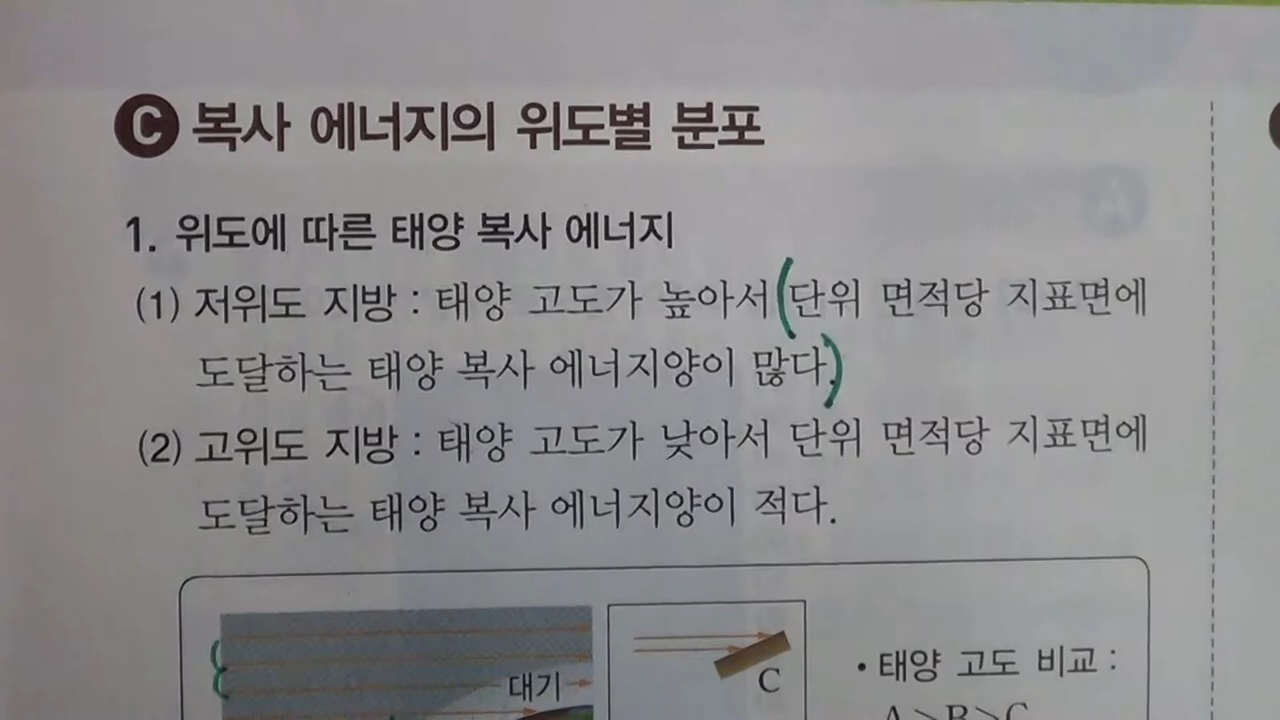 C 복사 에너지의 위도별 분포
1. 위도에 따른 태양 복사 에너지
(1) 저위도 지방 : 태양 고도가 높아서 (단위 면적당 지표면에
도달하는 태양 복사 에너지양이 많다.)
(2) 고위도 지방 : 태양 고도가 낮아서 단위 면적당 지표면에
도달하는 태양 복사 에너지양이 적다.
대기
C
• 태양 고도 비교 :
A>B>C